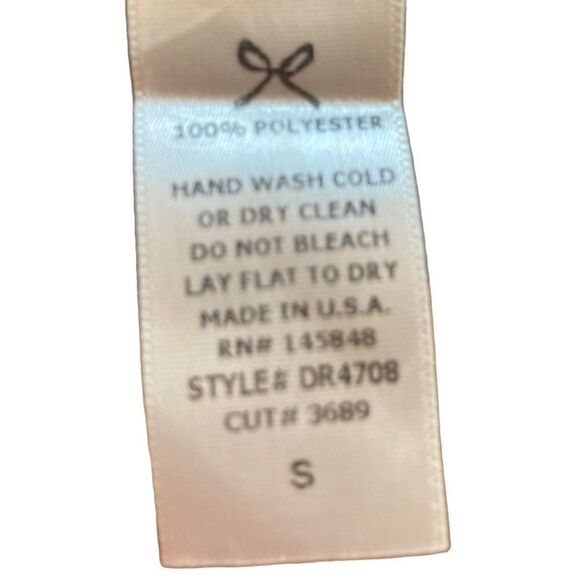 100% POLYESTER
HAND WASH COLD
OR DRY CLEAN
DO NOT BLEACH
LAY FLAT TO DRY
MADE IN U.S.A.
RN# 145848
STYLE# DR4708
CUT# 3689
S